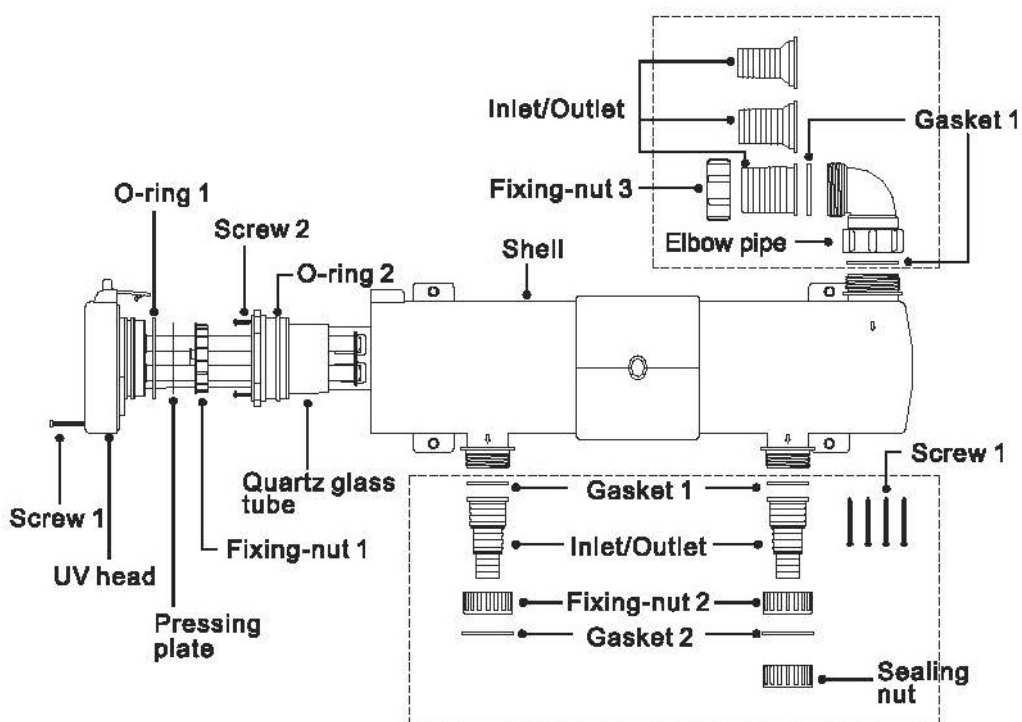 Inlet/Outlet
Gasket 1
Fixing-nut 3
O-ring 1
Screw 2
Shell
Elbow pipe
O-ring 2
Screw 1
UV head
Pressing
plate
Fixing-nut 1
Quartz glass
tube
Gasket 1
Screw 1
Inlet/Outlet
Fixing-nut 2
Gasket 2
Sealing
nut